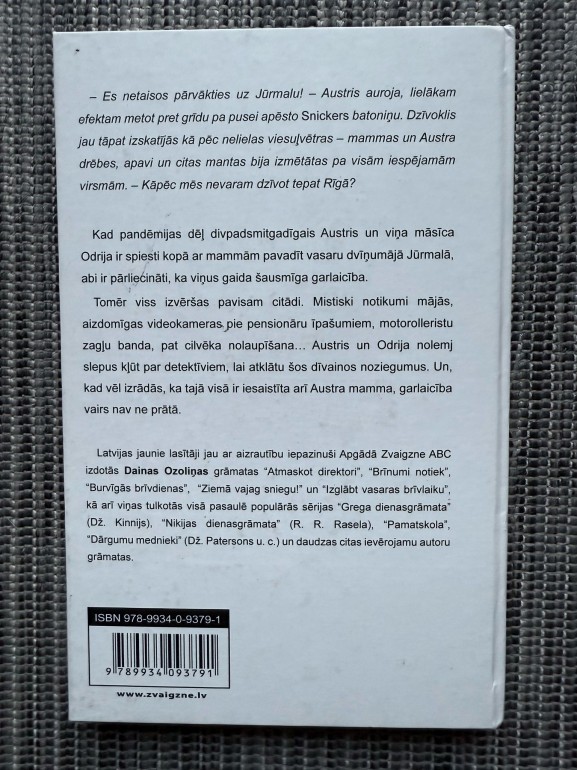 – Es netaisos pārvākties uz Jūrmalu! – Austris auroja, lielākam
efektam metot pret grīdu pa pusei apēsto Snickers batoniņu. Dzīvoklis
jau tāpat izskatījās kā pēc nelielas viesuļvētras – mammas un Austra
drēbes, apavi un citas mantas bija izmētātas pa visām iespējamām
virsmām. – Kāpēc mēs nevaram dzīvot tepat Rīgā?
Kad pandēmijas dēļ divpadsmitgadīgais Austris un viņa māsīca
Odrija ir spiesti kopā ar mammām pavadīt vasaru dvīņumājā Jūrmalā,
abi ir pārliecināti, ka viņus gaida šausmīga garlaicība.
Tomēr viss izvēršas pavisam citādi. Mistiski notikumi mājās,
aizdomīgas videokameras pie pensionāru īpašumiem, motorolleristu
zagļu banda, pat cilvēka nolaupīšana... Austris un Odrija nolemj
slepus kļūt par detektīviem, lai atklātu šos dīvainos noziegumus. Un,
kad vēl izrādās, ka tajā visā ir iesaistīta arī Austra mamma, garlaicība
vairs nav ne prātā.
Latvijas jaunie lasītāji jau ar aizrautību iepazinuši Apgādā Zvaigzne ABC
izdotās Dainas Ozoliņas grāmatas “Atmaskot direktori”, “Brīnumi notiek”,
“Burvīgās brīvdienas”, “Ziemā vajag sniegu!” un “Izglābt vasaras brīvlaiku”,
kā arī viņas tulkotās visā pasaulē populārās sērijas “Grega dienasgrāmata”
(Dž. Kinnijs), “Nikijas dienasgrāmata” (R. R. Rasela), “Pamatskola”,
“Dārgumu mednieki” (Dž. Patersons u. c.) un daudzas citas ievērojamu autoru
grāmatas.
ISBN 978-9934-0-9379-1
9 789934 093791
www.zvaigzne.lv